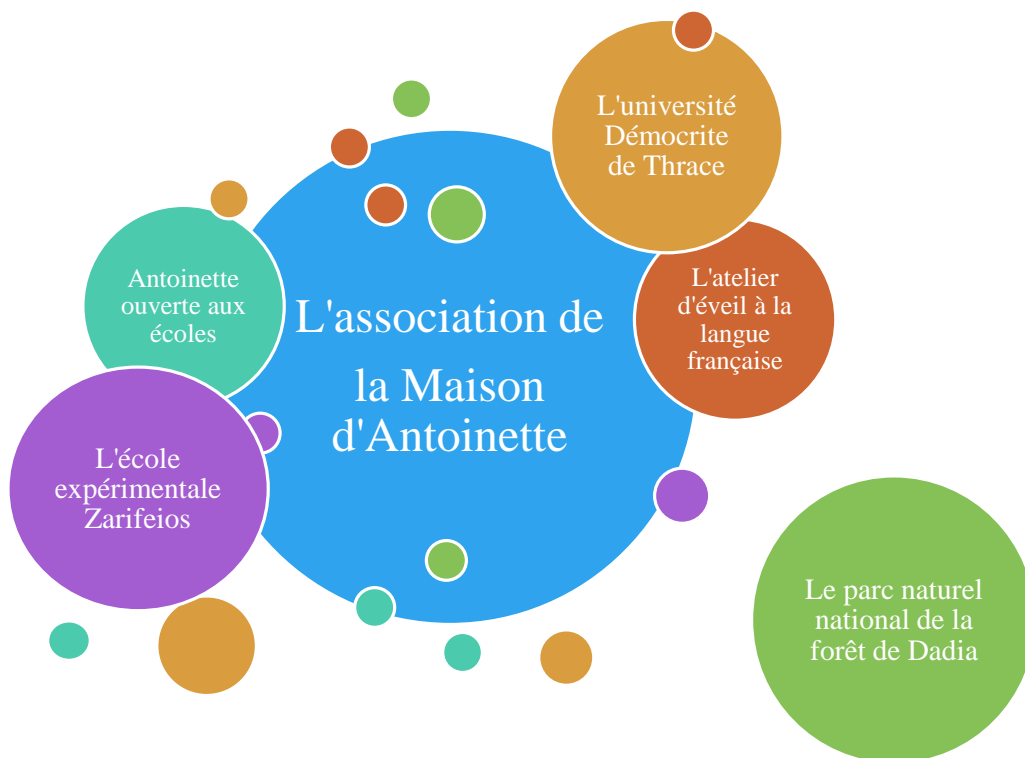 L'université
Démocrite
de Thrace
Antoinette
ouverte aux
écoles
L'association de
la Maison
d'Antoinette
L'atelier
d'éveil à la
langue
française
L'école
expérimentale
Zarifeios
Le parc naturel
national de la
forêt de Dadia